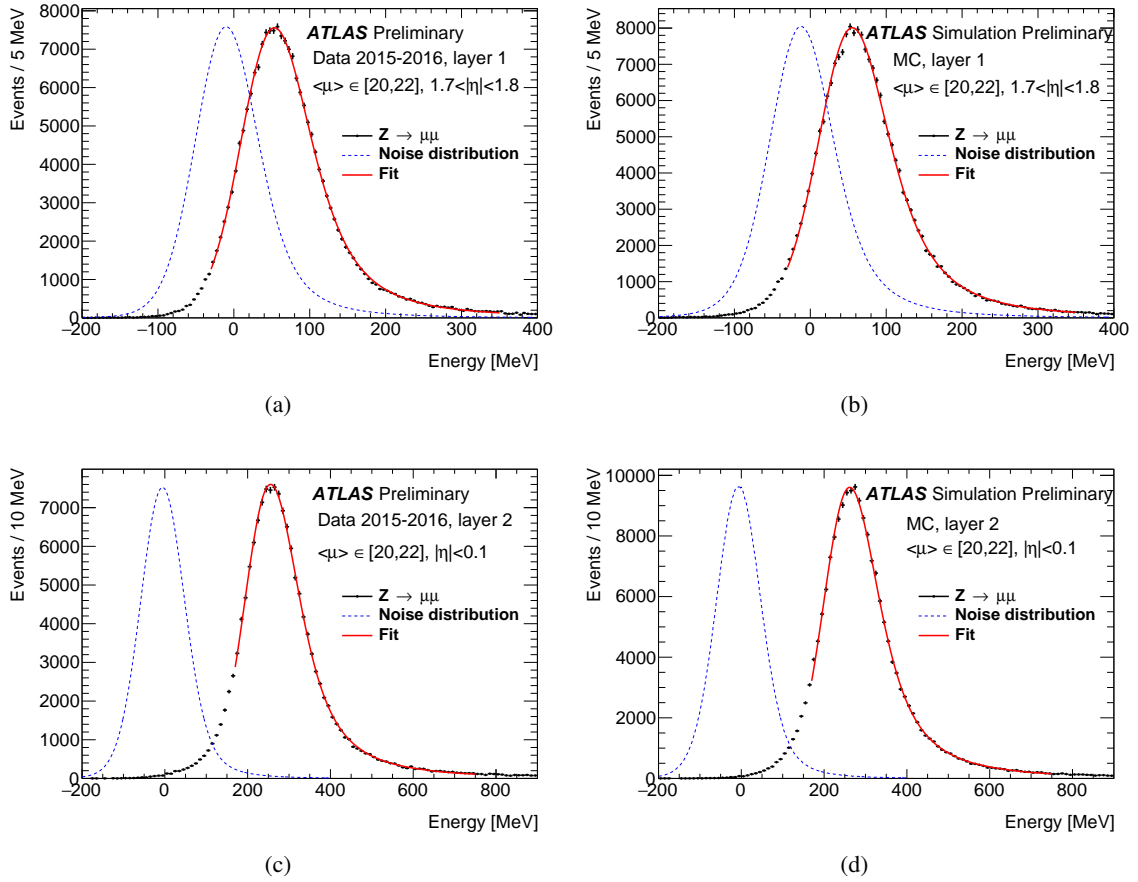 Events / 5 MeV
8000
7000
6000
5000
4000
3000
2000
1000
0
ATLAS Preliminary
Data 2015-2016, layer 1
<μ> ∈ [20,22], 1.7<|η|<1.8
Z → μμ
Noise distribution
Fit
−200 −100 0 100 200 300 400
Energy [MeV]
(a)
Events / 5 MeV
8000
7000
6000
5000
4000
3000
2000
1000
0
ATLAS Simulation Preliminary
MC, layer 1
<μ> ∈ [20,22], 1.7<|η|<1.8
Z → μμ
Noise distribution
Fit
−200 −100 0 100 200 300 400
Energy [MeV]
(b)
Events / 10 MeV
7000
6000
5000
4000
3000
2000
1000
0
ATLAS Preliminary
Data 2015-2016, layer 2
<μ> ∈ [20,22], |η|<0.1
Z → μμ
Noise distribution
Fit
−200 0 200 400 600 800
Energy [MeV]
(c)
Events / 10 MeV
10000
8000
6000
4000
2000
0
ATLAS Simulation Preliminary
MC, layer 2
<μ> ∈ [20,22], |η|<0.1
Z → μμ
Noise distribution
Fit
−200 0 200 400 600 800
Energy [MeV]
(d)